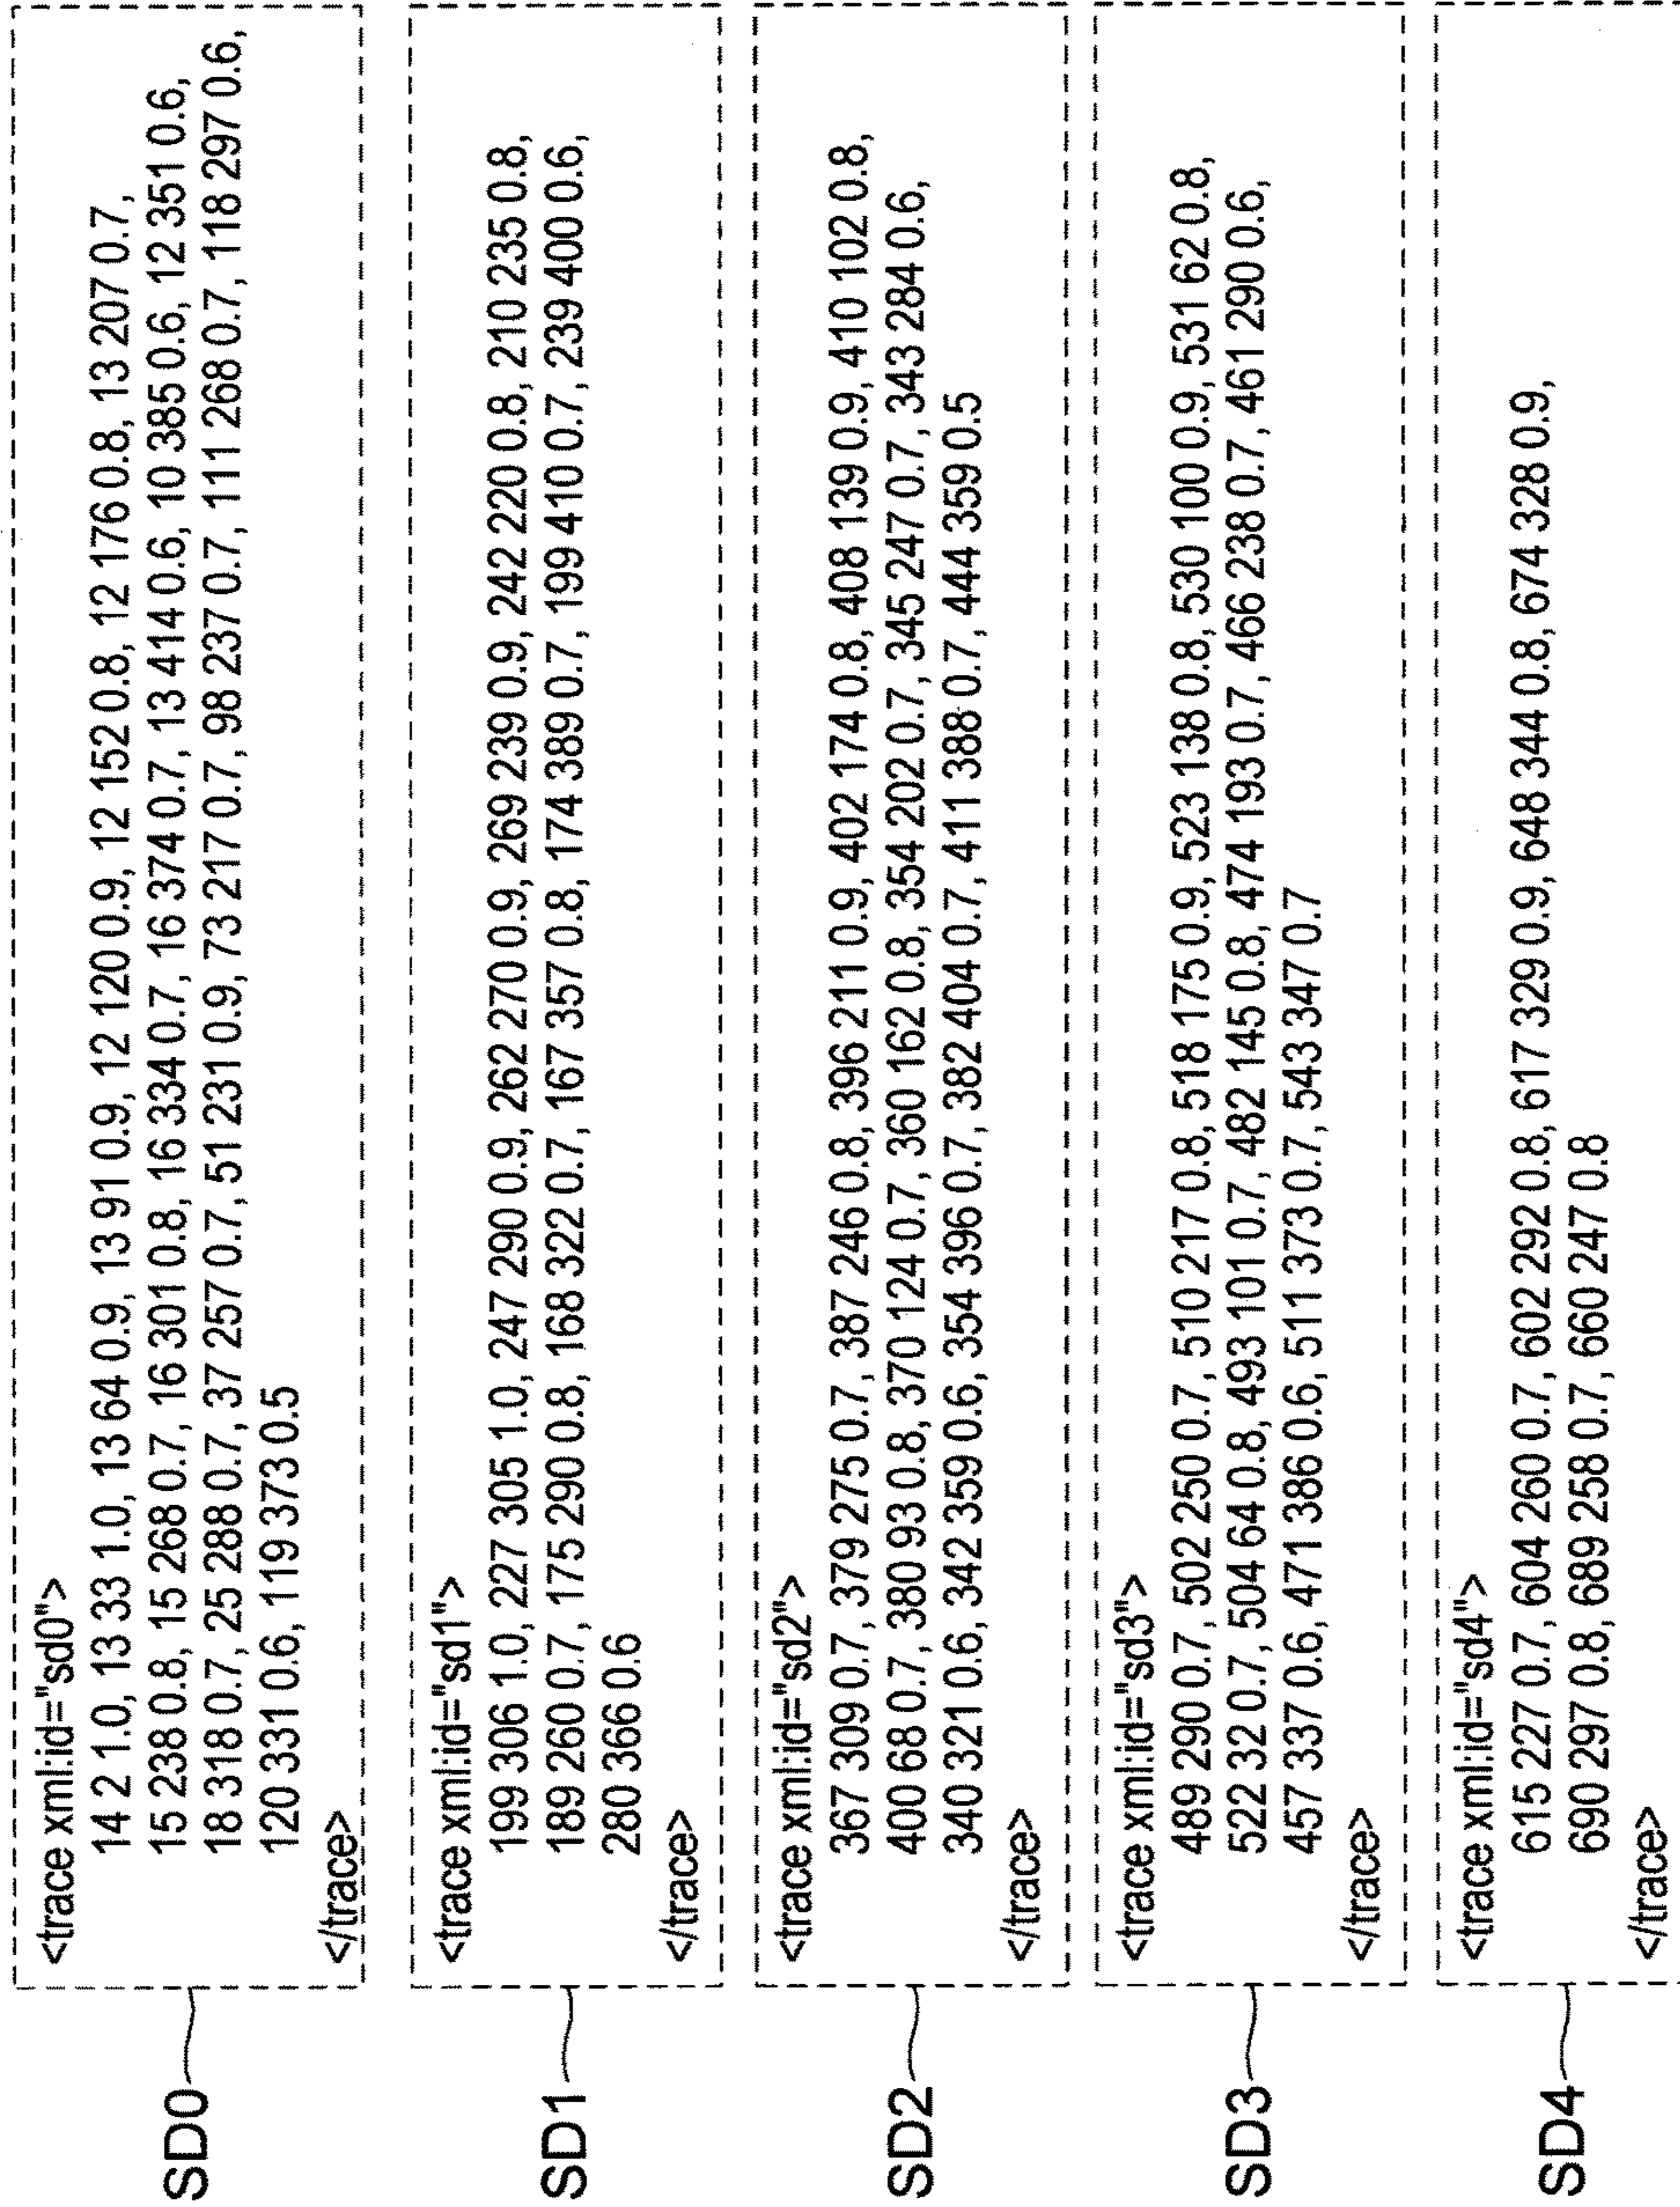 SD0
<trace xml:id="sd0">
14 2 1.0, 13 33 1.0, 13 64 0.9, 13 91 0.9, 12 120 0.9, 12 152 0.8, 12 176 0.8, 13 207 0.7,
15 238 0.8, 15 268 0.7, 16 301 0.8, 16 334 0.7, 16 374 0.7, 13 414 0.6, 10 385 0.6, 12 351 0.6,
18 318 0.7, 25 288 0.7, 37 257 0.7, 51 231 0.9, 73 217 0.7, 98 237 0.7, 111 268 0.7, 118 297 0.6,
120 331 0.6, 119 373 0.5
</trace>
SD1
<trace xml:id="sd1">
199 306 1.0, 227 305 1.0, 247 290 0.9, 262 270 0.9, 269 239 0.9, 242 220 0.8, 210 235 0.8,
189 260 0.7, 175 290 0.8, 168 322 0.7, 167 357 0.8, 174 389 0.7, 199 410 0.7, 239 400 0.6,
280 366 0.6
</trace>
SD2
<trace xml:id="sd2">
367 309 0.7, 379 275 0.7, 387 246 0.8, 396 211 0.9, 402 174 0.8, 408 139 0.9, 410 102 0.8,
400 68 0.7, 380 93 0.8, 370 124 0.7, 360 162 0.8, 354 202 0.7, 345 247 0.7, 343 284 0.6,
340 321 0.6, 342 359 0.6, 354 396 0.7, 382 404 0.7, 411 388 0.7, 444 359 0.5
</trace>
SD3
<trace xml:id="sd3">
489 290 0.7, 502 250 0.7, 510 217 0.8, 518 175 0.9, 523 138 0.8, 530 100 0.9, 531 62 0.8,
522 32 0.7, 504 64 0.8, 493 101 0.7, 482 145 0.8, 474 193 0.7, 466 238 0.7, 461 290 0.6,
457 337 0.6, 471 386 0.6, 511 373 0.7, 543 347 0.7
</trace>
SD4
<trace xml:id="sd4">
615 227 0.7, 604 260 0.7, 602 292 0.8, 617 329 0.9, 648 344 0.8, 674 328 0.9,
690 297 0.8, 689 258 0.7, 660 247 0.8
</trace>